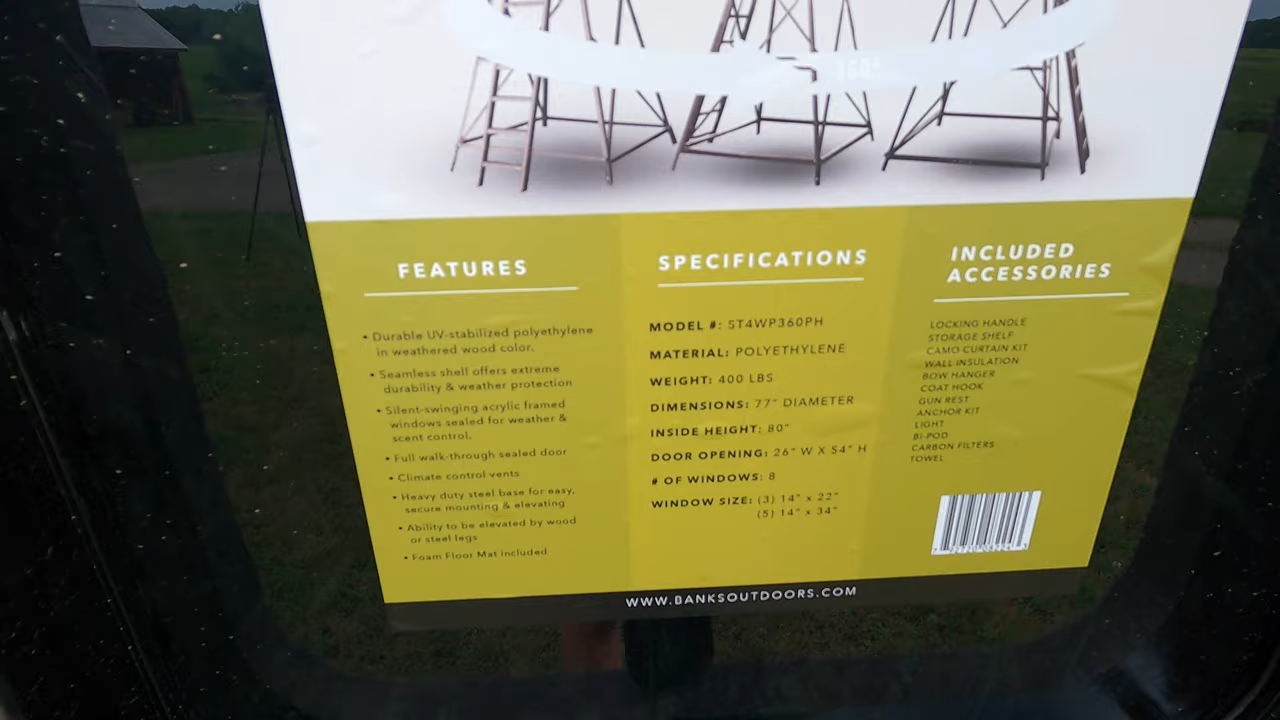 360°
FEATURES
• Durable UV-stabilized polyethylene
in weathered wood color.
• Seamless shell offers extreme
durability & weather protection
• Silent-swinging acrylic framed
windows sealed for weather &
scent control.
• Full walk-through sealed door
• Climate control vents
• Heavy duty steel base for easy,
secure mounting & elevating
• Ability to be elevated by wood
or steel legs
• Foam Floor Mat included
SPECIFICATIONS
MODEL #: ST4WP360PH
MATERIAL: POLYETHYLENE
WEIGHT: 400 LBS
DIMENSIONS: 77" DIAMETER
INSIDE HEIGHT: 80"
DOOR OPENING: 26" W X 54" H
# OF WINDOWS: 8
WINDOW SIZE: (3) 14" x 22"
(5) 14" x 34"
INCLUDED
ACCESSORIES
LOCKING HANDLE
STORAGE SHELF
CAMO CURTAIN KIT
WALL INSULATION
BOW HANGER
COAT HOOK
GUN REST
ANCHOR KIT
LIGHT
BI-POD
CARBON FILTERS
TOWEL
WWW.BANKSOUTDOORS.COM